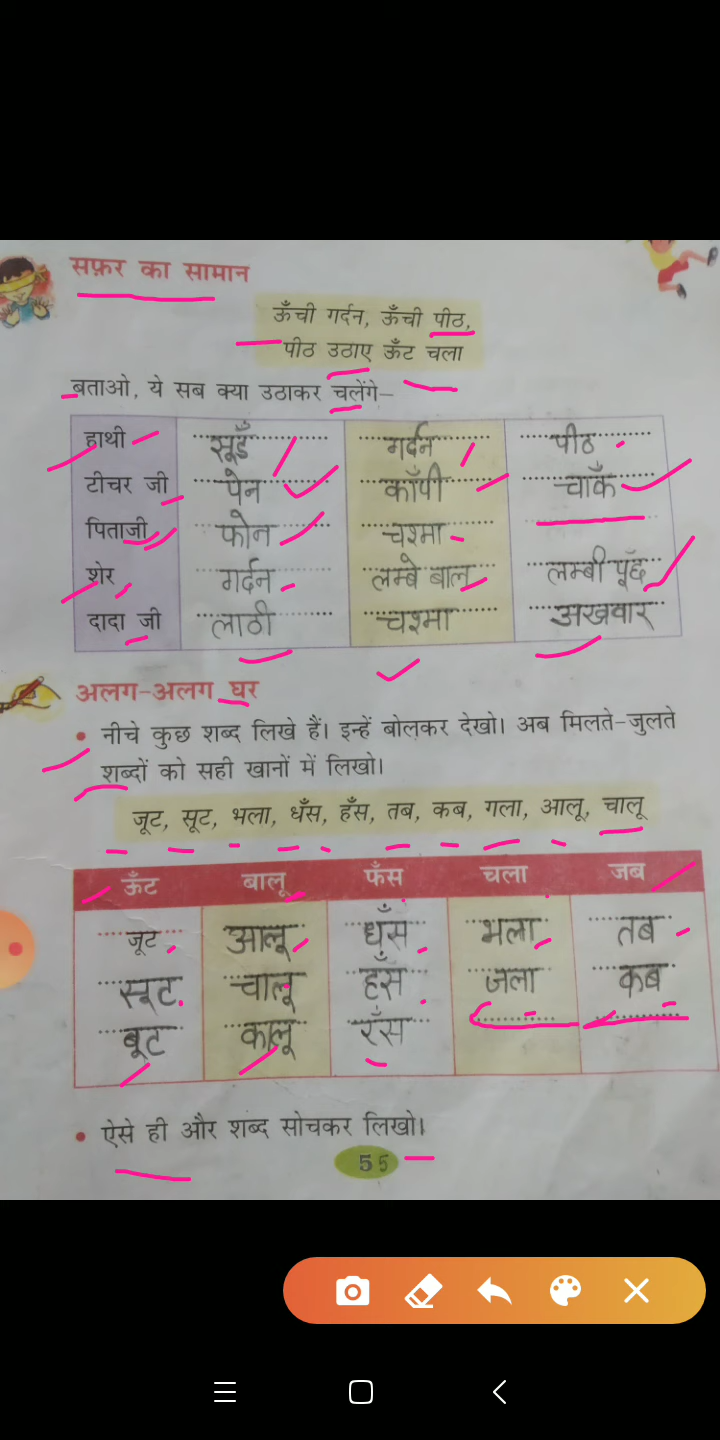 सफ़र का सामान
ऊँची गर्दन, ऊँची पीठ,
पीठ उठाए ऊँट चला
बताओ, ये सब क्या उठाकर चलेंगे–
हाथी सूडँ गर्दन पीठ
टीचर जी पेन कॉपी चाकँ
पिताजी फोन चश्मा
शेर गर्दन लम्बे बाल लम्बी पूँछ
दादा जी लाठी चश्मा अखवार
अलग-अलग घर
• नीचे कुछ शब्द लिखे हैं। इन्हें बोलकर देखो। अब मिलते-जुलते
शब्दों को सही खानों में लिखो।
जूट, सूट, भला, धँस, हँस, तब, कब, गला, आलू, चालू
ऊँट बालू फँस चला जब
जूट आलू धँस भला तब
सूट चालू हँस जला कब
बूट कालू रँस
• ऐसे ही और शब्द सोचकर लिखो।
55